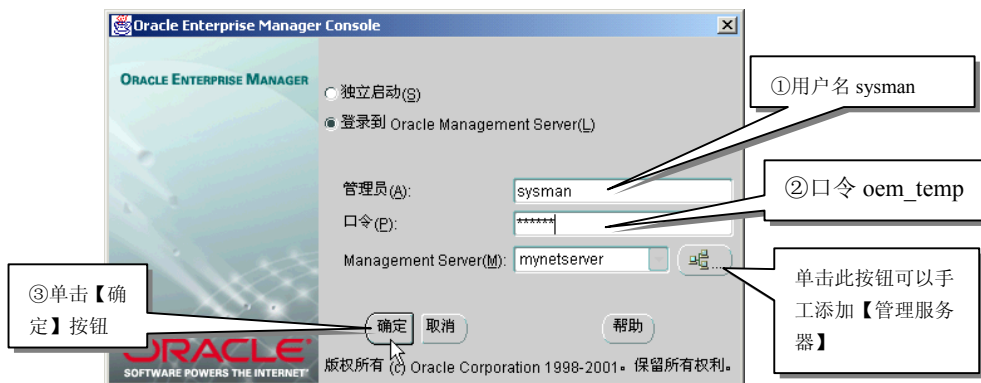 Oracle Enterprise Manager Console
ORACLE ENTERPRISE MANAGER
独立启动(S)
登录到 Oracle Management Server(L)
①用户名 sysman
管理员(A):
sysman
②口令 oem_temp
口令(P):
******
Management Server(M):
mynetserver
...
单击此按钮可以手
工添加【管理服务
器】
③单击【确
定】按钮
确定
取消
帮助
ORACLE
SOFTWARE POWERS THE INTERNET
版权所有 (c) Oracle Corporation 1998-2001。保留所有权利。